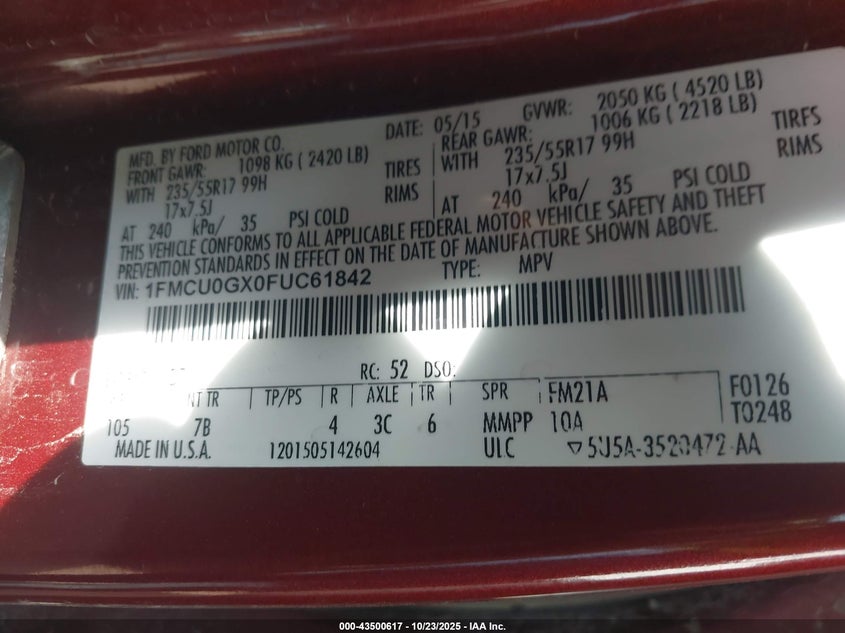 MFD. BY FORD MOTOR CO.
DATE: 05/15
GVWR: 2050 KG ( 4520 LB)
FRONT GAWR: 1098 KG ( 2420 LB)
REAR GAWR: 1006 KG ( 2218 LB)
WITH 235/55R17 99H TIRES
WITH 235/55R17 99H TIRES
17x7.5J RIMS
17x7.5J RIMS
AT 240 kPa/ 35 PSI COLD
AT 240 kPa/ 35 PSI COLD
THIS VEHICLE CONFORMS TO ALL APPLICABLE FEDERAL MOTOR VEHICLE SAFETY AND THEFT
PREVENTION STANDARDS IN EFFECT ON THE DATE OF MANUFACTURE SHOWN ABOVE.
VIN: 1FMCU0GX0FUC61842
TYPE: MPV
RC: 52 DSO:
TR TP/PS R AXLE TR SPR FM21A F0126
105 7B 4 3C 6 MMPP 10A T0248
MADE IN U.S.A. 1201505142604 ULC 5U5A-3520472-AA
000-43500617 - 10/23/2025 - IAA Inc.